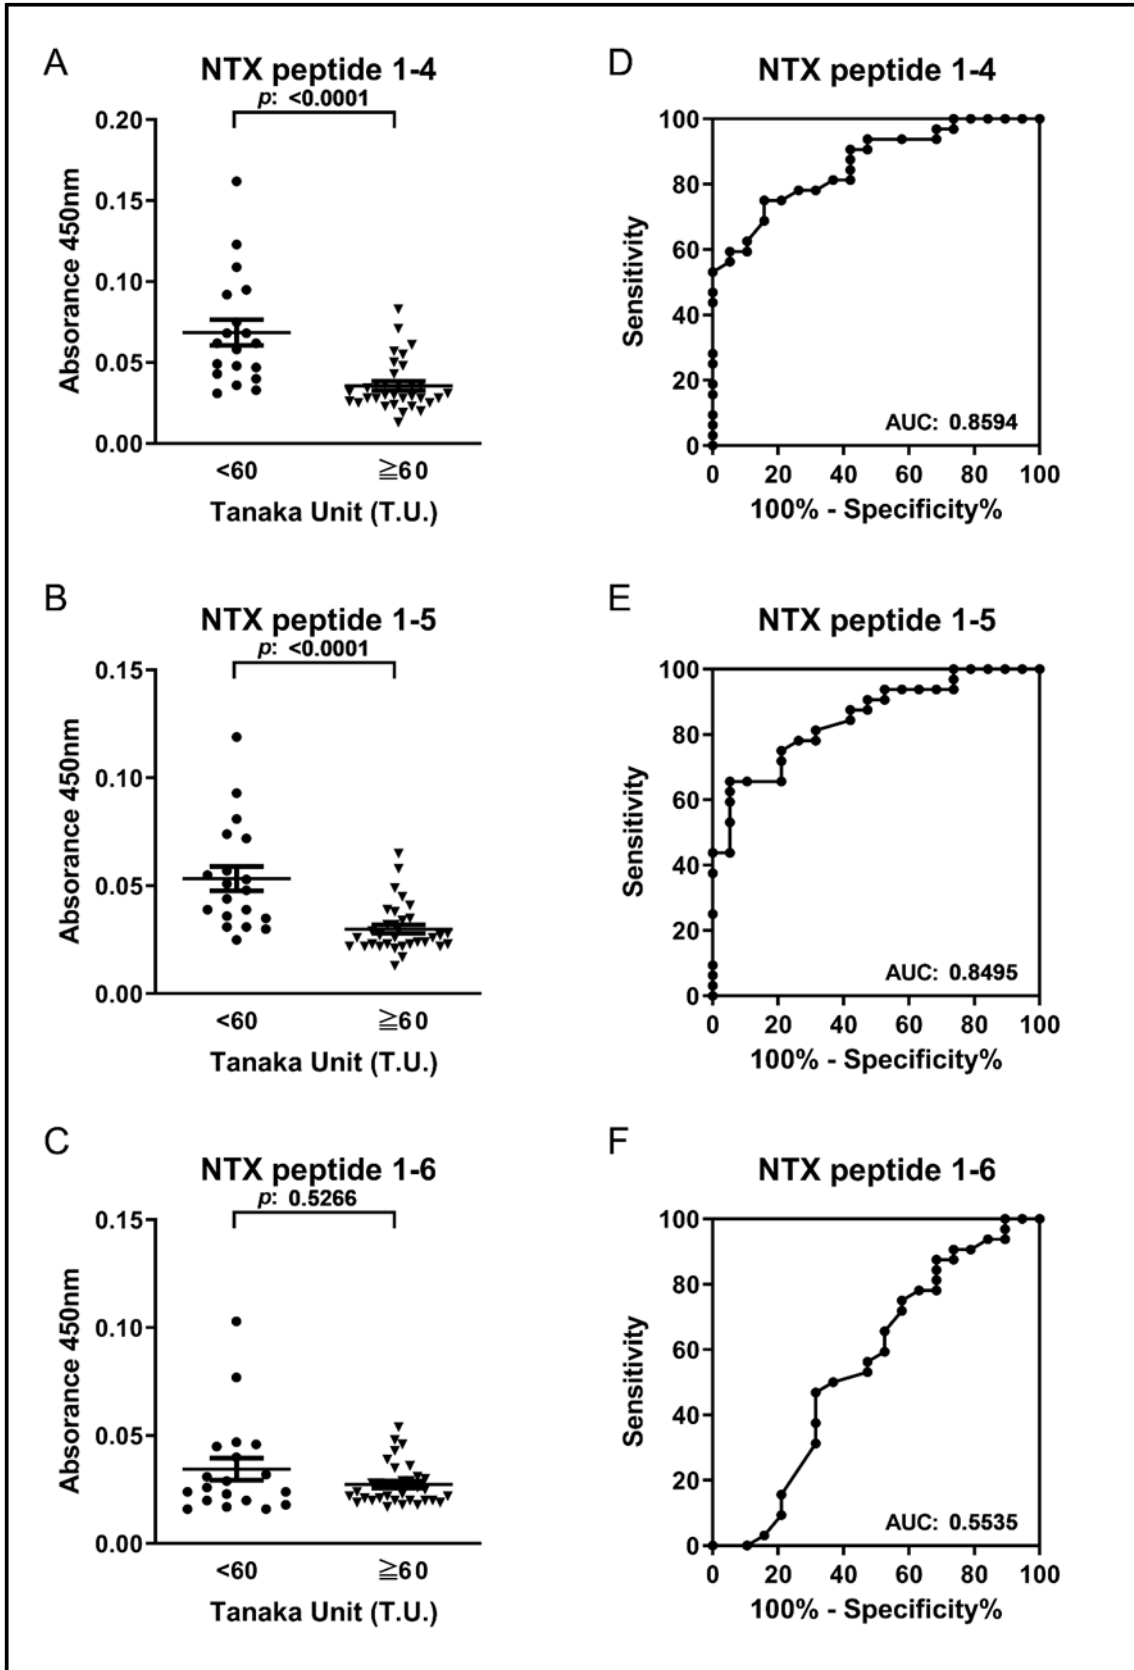 A
NTX peptide 1-4
p: <0.0001
Absorance 450nm
0.20
0.15
0.10
0.05
0.00
<60
≧60
Tanaka Unit (T.U.)
D
NTX peptide 1-4
Sensitivity
100
80
60
40
20
0
AUC: 0.8594
0 20 40 60 80 100
100% - Specificity%
B
NTX peptide 1-5
p: <0.0001
Absorance 450nm
0.15
0.10
0.05
0.00
<60
≧60
Tanaka Unit (T.U.)
E
NTX peptide 1-5
Sensitivity
100
80
60
40
20
0
AUC: 0.8495
0 20 40 60 80 100
100% - Specificity%
C
NTX peptide 1-6
p: 0.5266
Absorance 450nm
0.15
0.10
0.05
0.00
<60
≧60
Tanaka Unit (T.U.)
F
NTX peptide 1-6
Sensitivity
100
80
60
40
20
0
AUC: 0.5535
0 20 40 60 80 100
100% - Specificity%